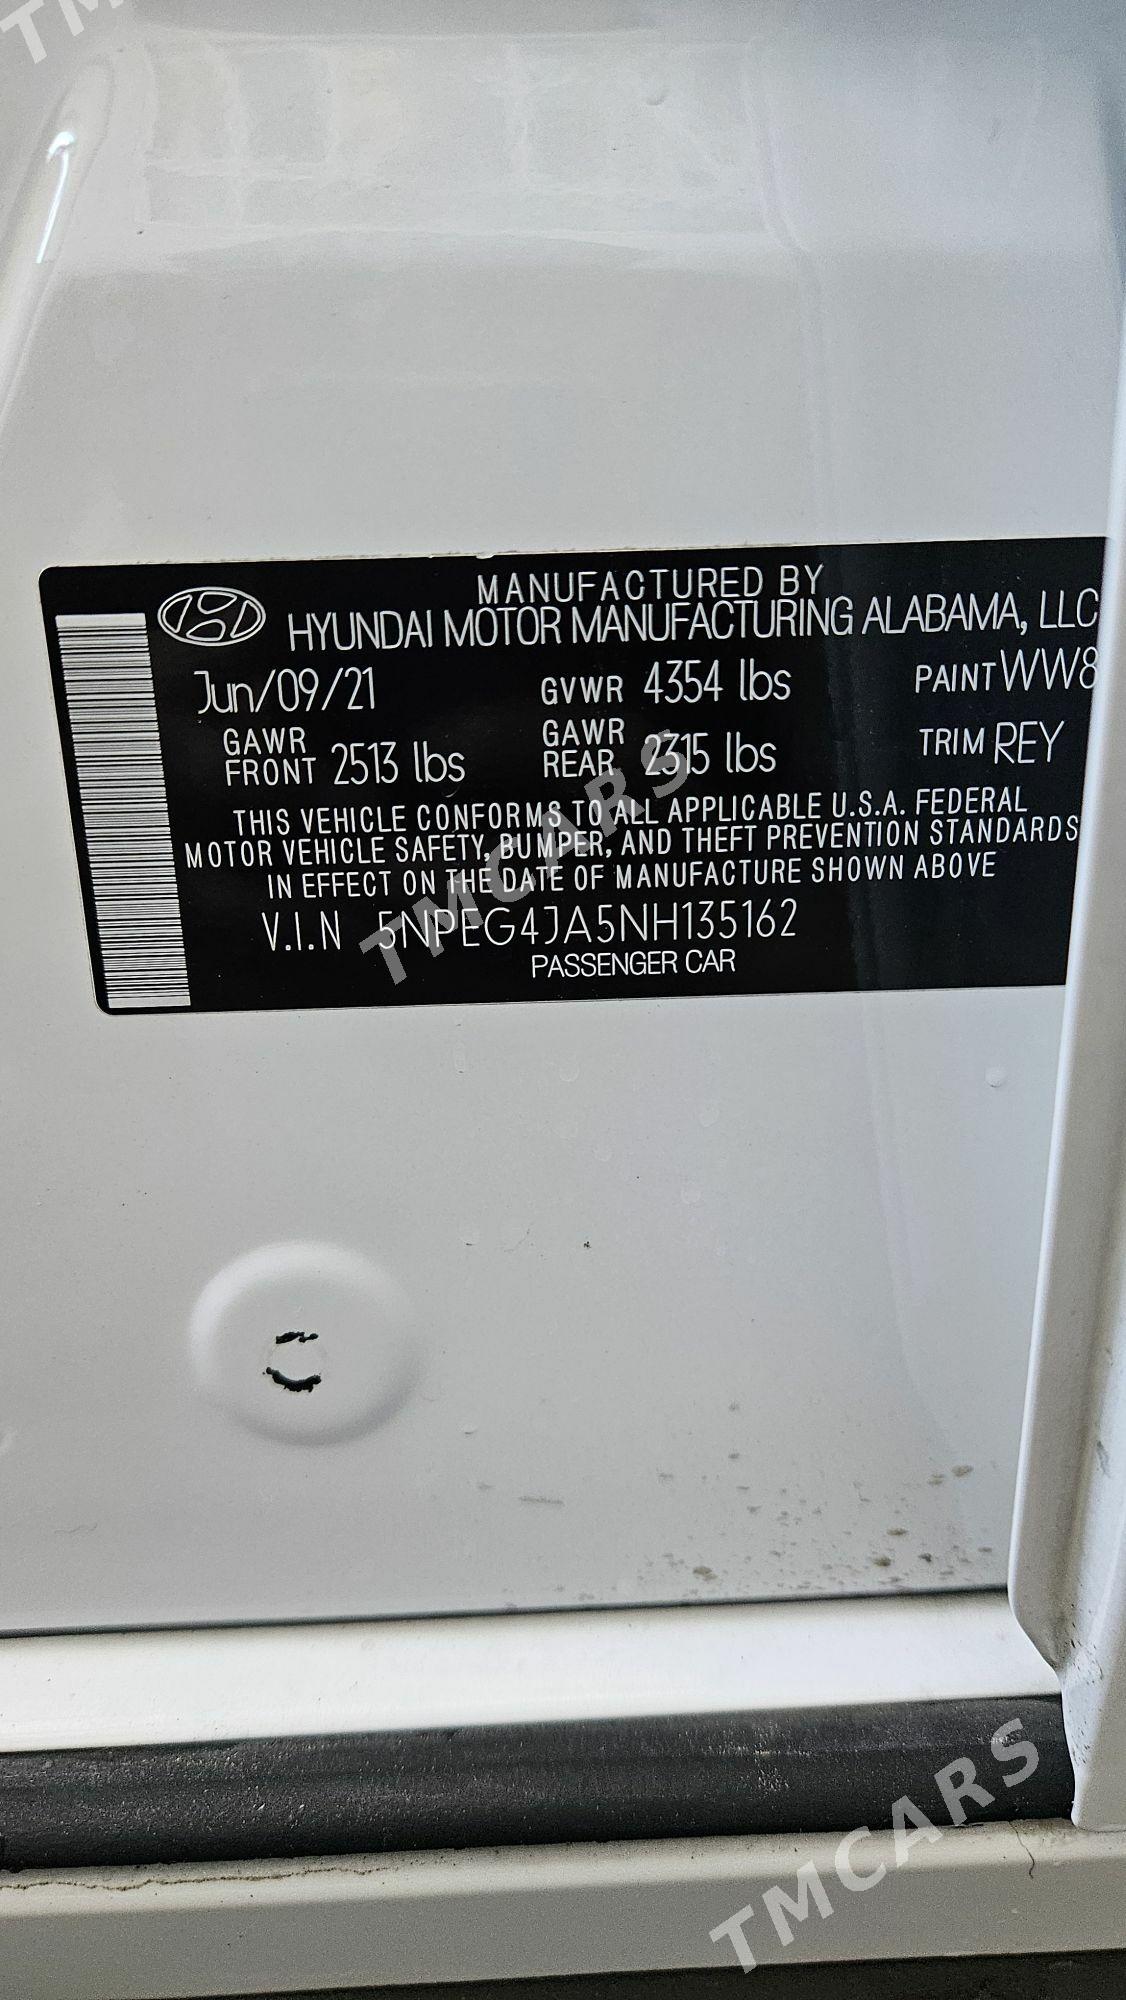 MANUFACTURED BY
HYUNDAI MOTOR MANUFACTURING ALABAMA, LLC
Jun/09/21 GVWR 4354 lbs PAINT WW8
GAWR FRONT 2513 lbs GAWR REAR 2315 lbs TRIM REY
THIS VEHICLE CONFORMS TO ALL APPLICABLE U.S.A. FEDERAL
MOTOR VEHICLE SAFETY, BUMPER, AND THEFT PREVENTION STANDARDS
IN EFFECT ON THE DATE OF MANUFACTURE SHOWN ABOVE
V.I.N 5NPEG4JA5NH135162
PASSENGER CAR
TMCARS
TMCARS